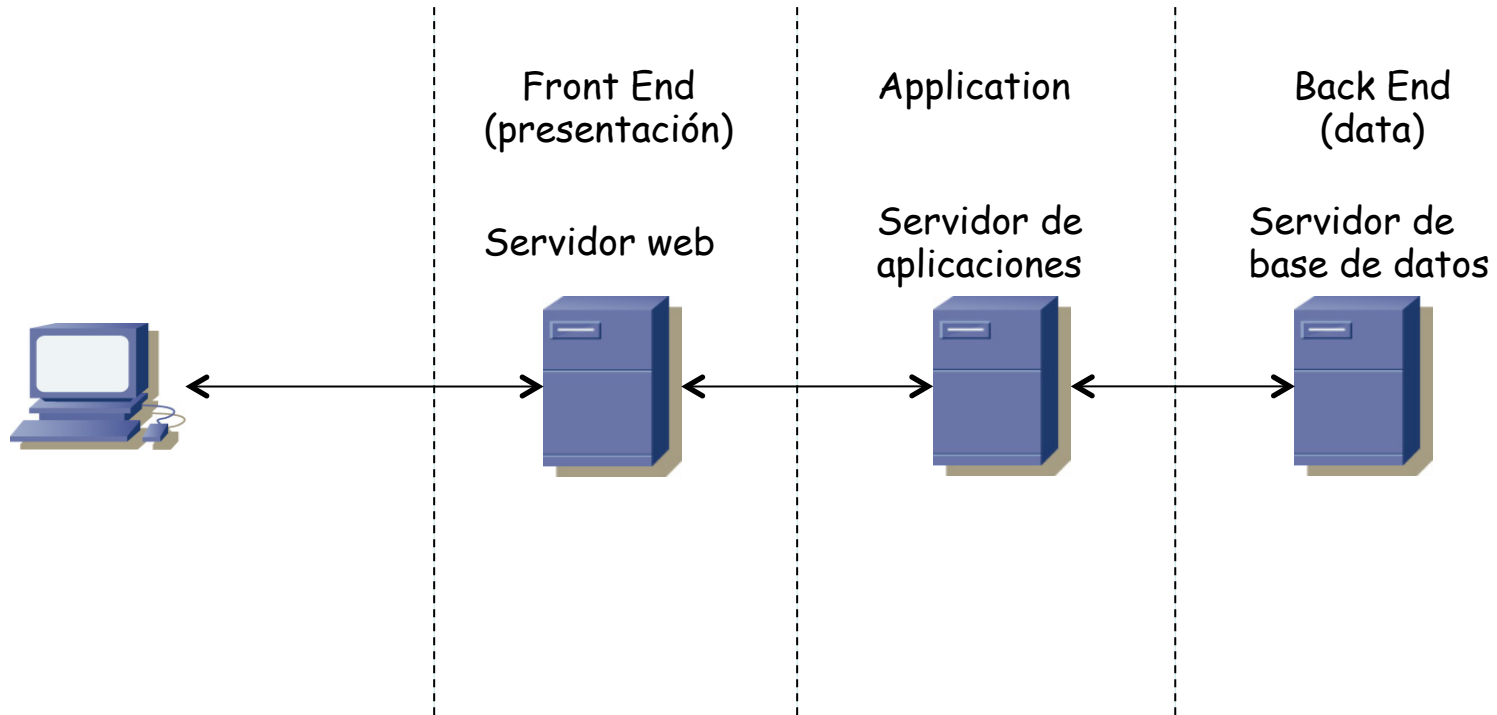 Front End
(presentación)
Application
Back End
(data)
Servidor web
Servidor de
aplicaciones
Servidor de
base de datos